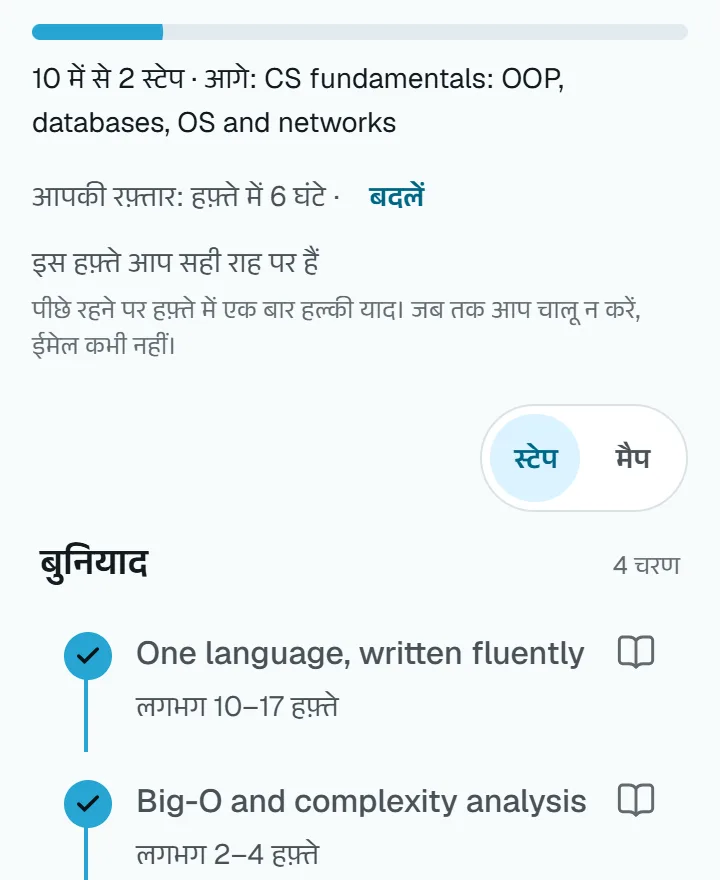 10 में से 2 स्टेप · आगे: CS fundamentals: OOP,
databases, OS and networks
आपकी रफ़्तार: हफ़्ते में 6 घंटे · बदलें
इस हफ़्ते आप सही राह पर हैं
पीछे रहने पर हफ़्ते में एक बार हल्की याद। जब तक आप चालू न करें,
ईमेल कभी नहीं।
स्टेप मैप
बुनियाद 4 चरण
One language, written fluently
लगभग 10–17 हफ़्ते
Big-O and complexity analysis
लगभग 2–4 हफ़्ते